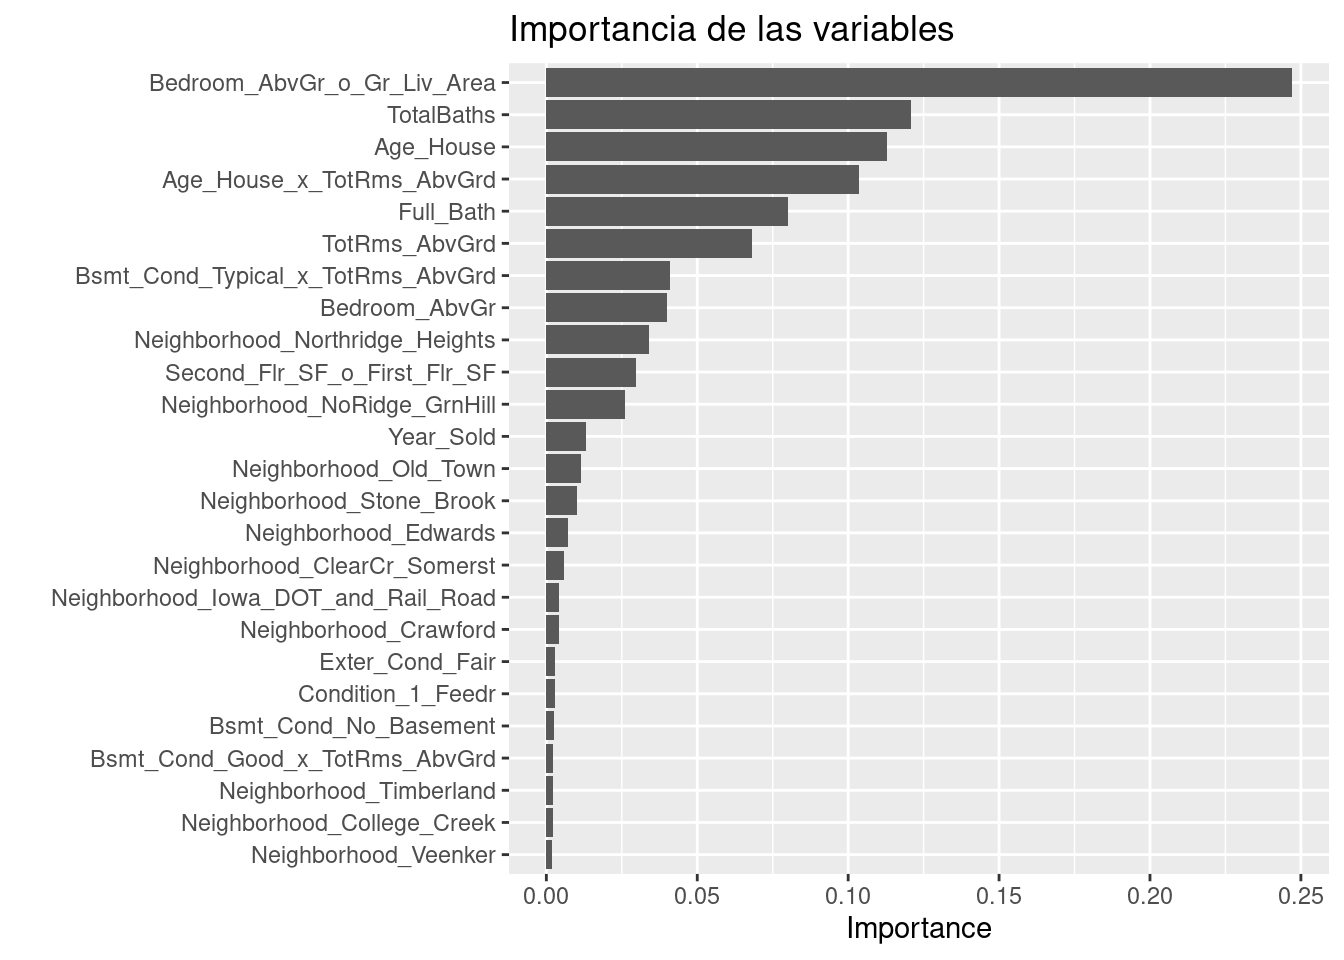 Importancia de las variables
Bedroom_AbvGr_o_Gr_Liv_Area
TotalBaths
Age_House
Age_House_x_TotRms_AbvGrd
Full_Bath
TotRms_AbvGrd
Bsmt_Cond_Typical_x_TotRms_AbvGrd
Bedroom_AbvGr
Neighborhood_Northridge_Heights
Second_Flr_SF_o_First_Flr_SF
Neighborhood_NoRidge_GrnHill
Year_Sold
Neighborhood_Old_Town
Neighborhood_Stone_Brook
Neighborhood_Edwards
Neighborhood_ClearCr_Somerst
Neighborhood_Iowa_DOT_and_Rail_Road
Neighborhood_Crawford
Exter_Cond_Fair
Condition_1_Feedr
Bsmt_Cond_No_Basement
Bsmt_Cond_Good_x_TotRms_AbvGrd
Neighborhood_Timberland
Neighborhood_College_Creek
Neighborhood_Veenker
0.00 0.05 0.10 0.15 0.20 0.25
Importance